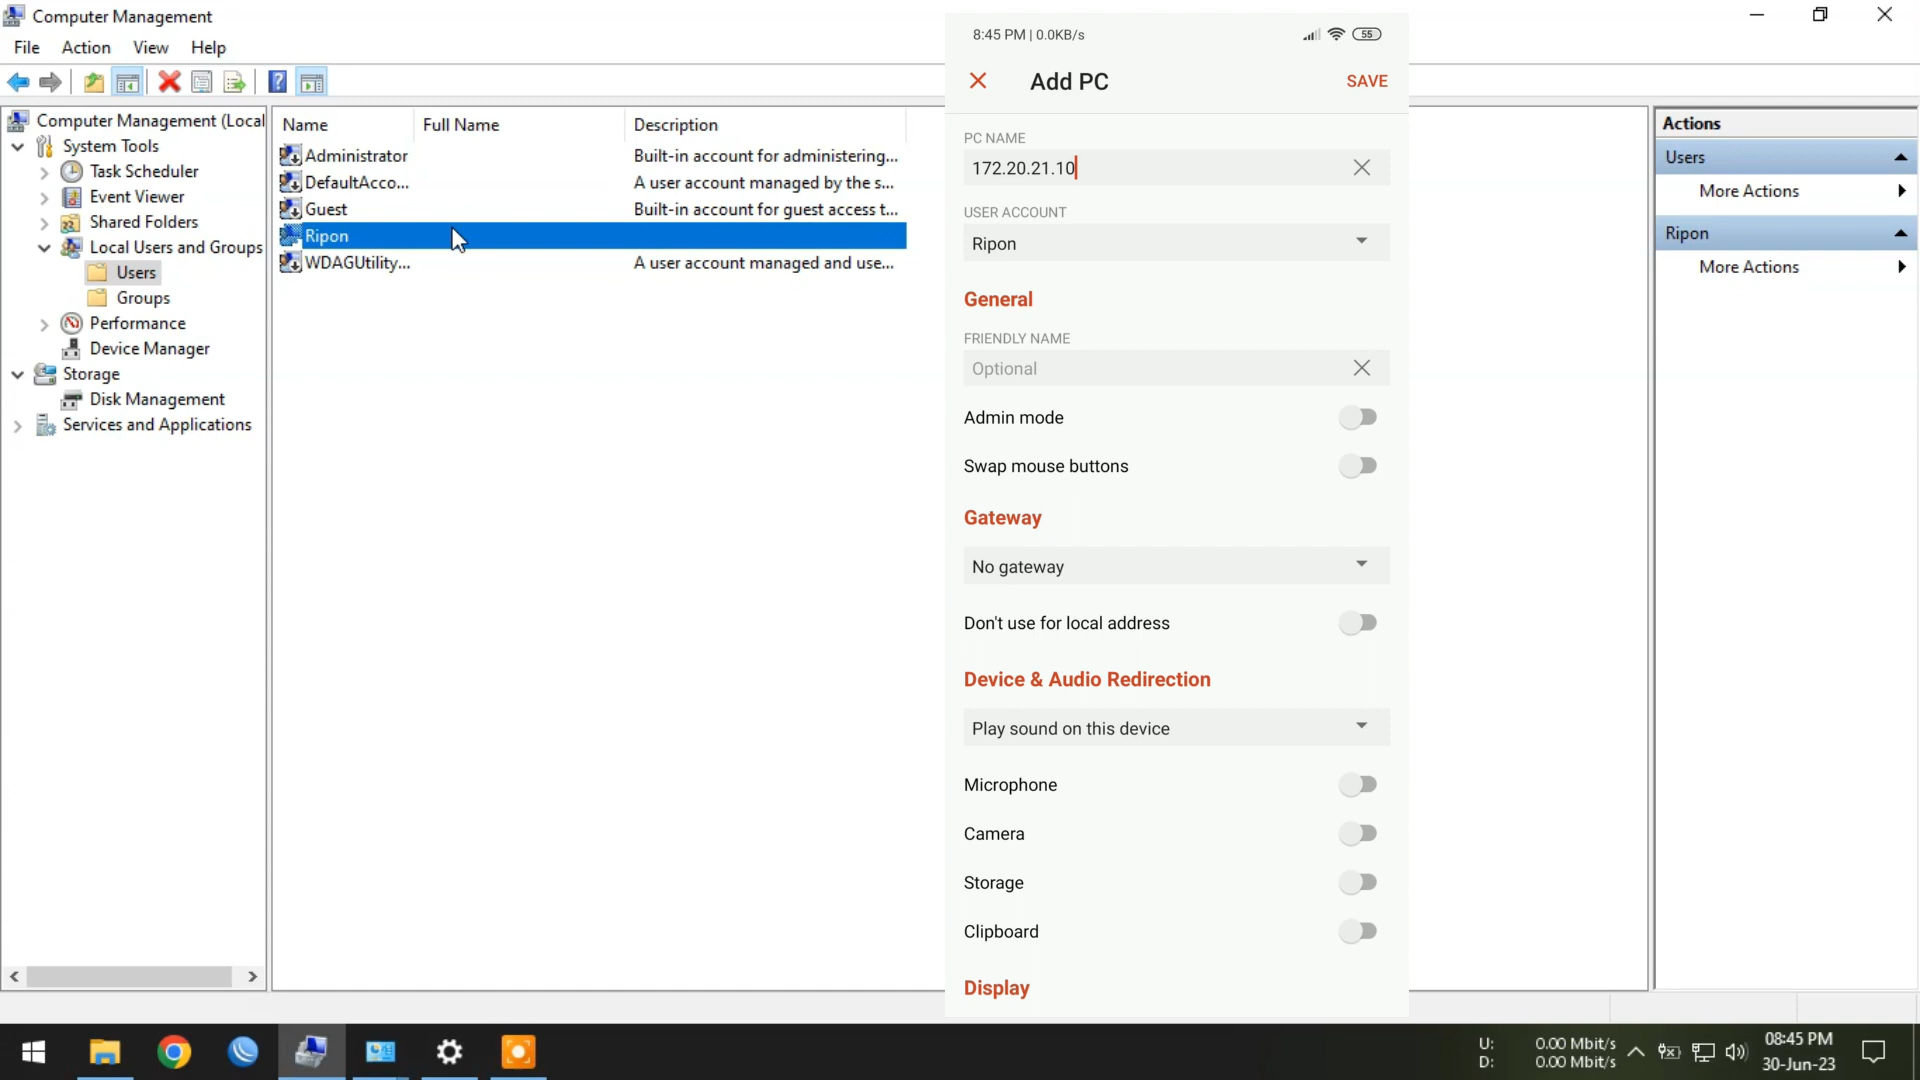 Computer Management
File Action View Help
Computer Management (Local
System Tools
Task Scheduler
Event Viewer
Shared Folders
Local Users and Groups
Users
Groups
Performance
Device Manager
Storage
Disk Management
Services and Applications
Name Full Name Description
Administrator Built-in account for administering...
DefaultAcco... A user account managed by the s...
Guest Built-in account for guest access t...
Ripon
WDAGUtility... A user account managed and use...
8:45 PM | 0.0KB/s 55
Add PC SAVE
PC NAME
172.20.21.10
USER ACCOUNT
Ripon
General
FRIENDLY NAME
Optional
Admin mode
Swap mouse buttons
Gateway
No gateway
Don't use for local address
Device & Audio Redirection
Play sound on this device
Microphone
Camera
Storage
Clipboard
Display
Actions
Users
More Actions
Ripon
More Actions
U: 0.00 Mbit/s
D: 0.00 Mbit/s
08:45 PM
30-Jun-23